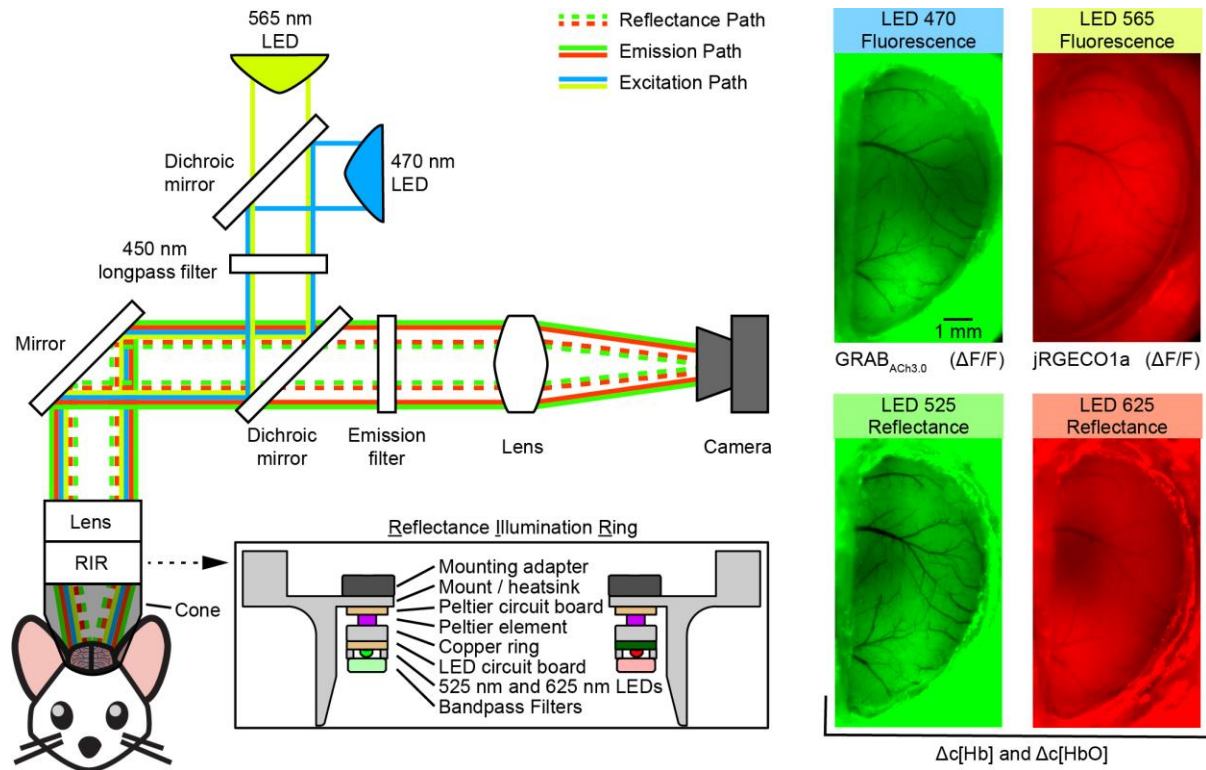 565 nm
LED
Reflectance Path
Emission Path
Excitation Path
Dichroic
mirror
470 nm
LED
450 nm
longpass filter
Mirror
Dichroic
mirror
Emission
filter
Lens
Camera
Lens
RIR
Cone
Reflectance Illumination Ring
Mounting adapter
Mount / heatsink
Peltier circuit board
Peltier element
Copper ring
LED circuit board
525 nm and 625 nm LEDs
Bandpass Filters
LED 470
Fluorescence
LED 565
Fluorescence
1 mm
GRABACh3.0 (ΔF/F)
jRGECO1a (ΔF/F)
LED 525
Reflectance
LED 625
Reflectance
Δc[Hb] and Δc[HbO]